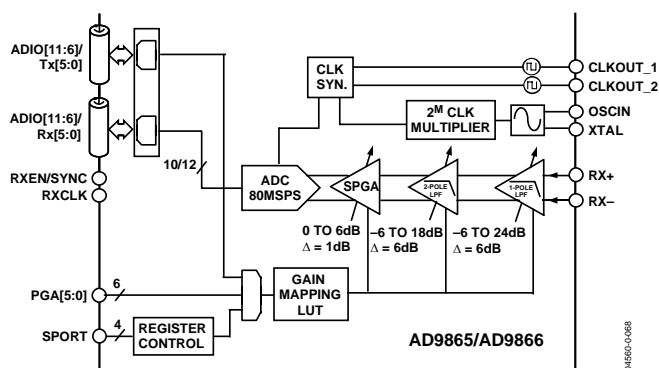 ADIO[11:6]/
Tx[5:0]
ADIO[11:6]/
Rx[5:0]
RXEN/SYNC
RXCLK
PGA[5:0]
SPORT
10/12
6
4
REGISTER
CONTROL
CLK
SYN.
2M CLK
MULTIPLIER
ADC
80MSPS
SPGA
2-POLE
LPF
1-POLE
LPF
0 TO 6dB
Δ = 1dB
–6 TO 18dB
Δ = 6dB
–6 TO 24dB
Δ = 6dB
GAIN
MAPPING
LUT
CLKOUT_1
CLKOUT_2
OSCIN
XTAL
RX+
RX–
AD9865/AD9866
04560-0-068